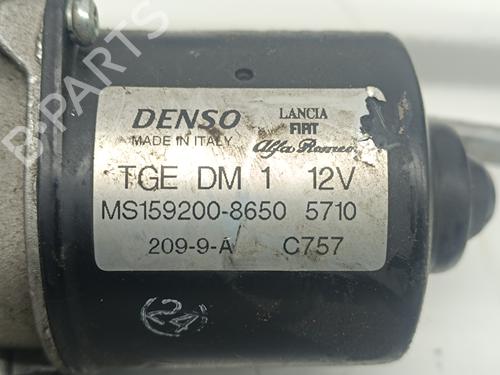 B-PARTS
DENSO
MADE IN ITALY
LANCIA
FIAT
Alfa Romeo
TGE DM 1 12V
MS159200-8650 5710
209-9-A C757
24